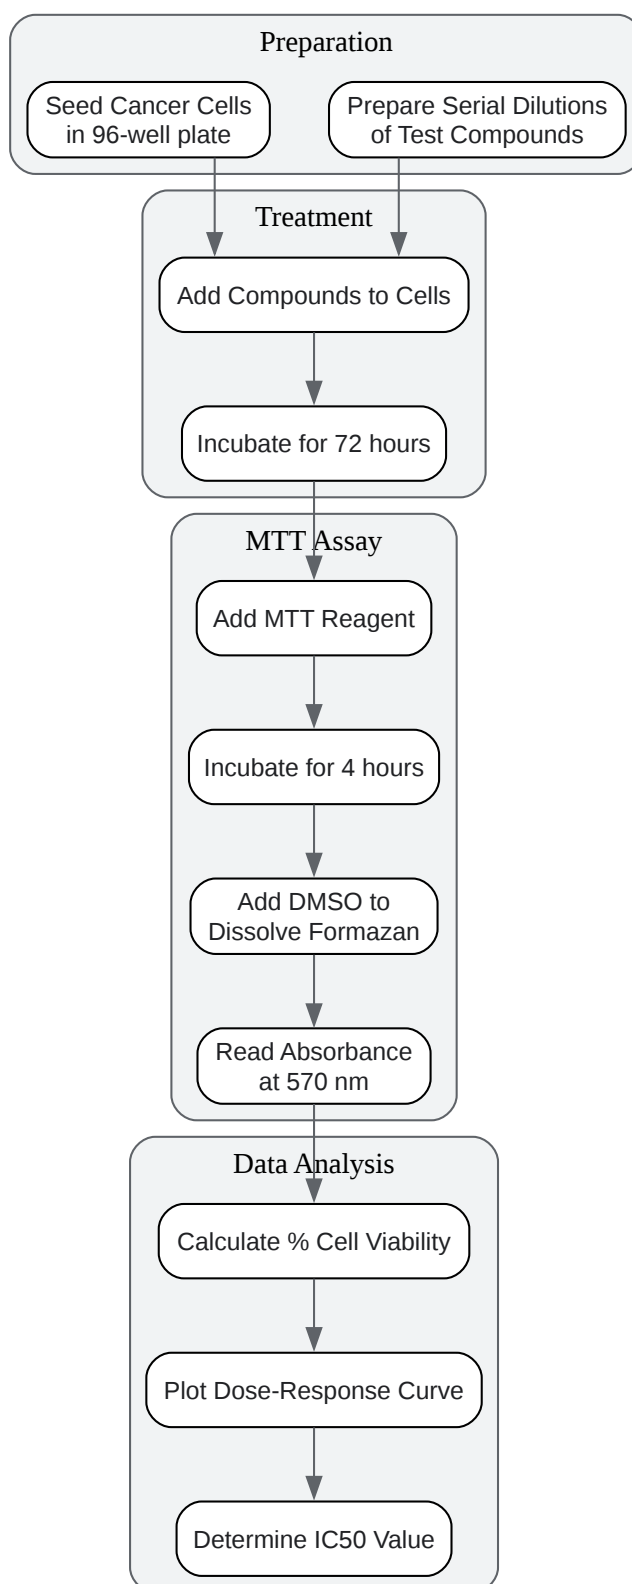 Preparation
Seed Cancer Cells
in 96-well plate
Prepare Serial Dilutions
of Test Compounds
Treatment
Add Compounds to Cells
Incubate for 72 hours
MTT Assay
Add MTT Reagent
Incubate for 4 hours
Add DMSO to
Dissolve Formazan
Read Absorbance
at 570 nm
Data Analysis
Calculate % Cell Viability
Plot Dose-Response Curve
Determine IC50 Value